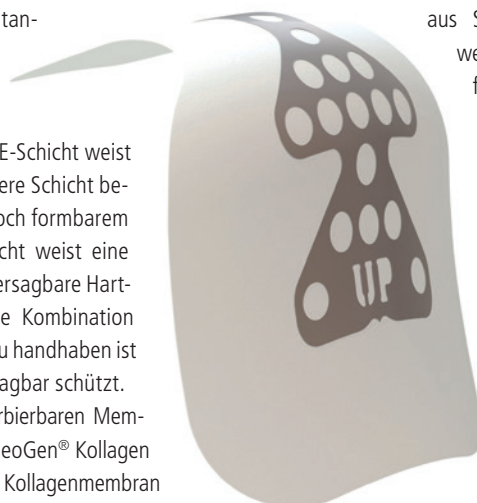 tan-
E-Schicht weist
ere Schicht be-
och formbarem
cht weist eine
ersagbare Hart-
e Kombination
u handhaben ist
agbar schützt.
rbierbaren Mem-
eoGen® Kollagen
Kollagenmembran
UP
aus S
we
f